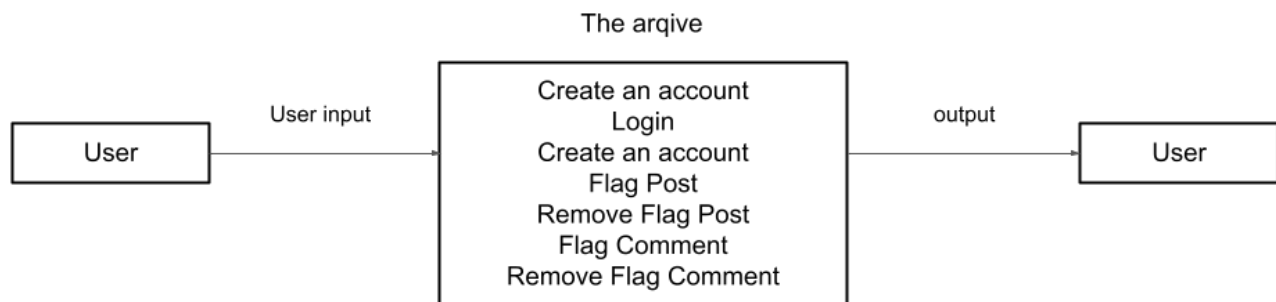 The arqive
User
User input
Create an account
Login
Create an account
Flag Post
Remove Flag Post
Flag Comment
Remove Flag Comment
output
User